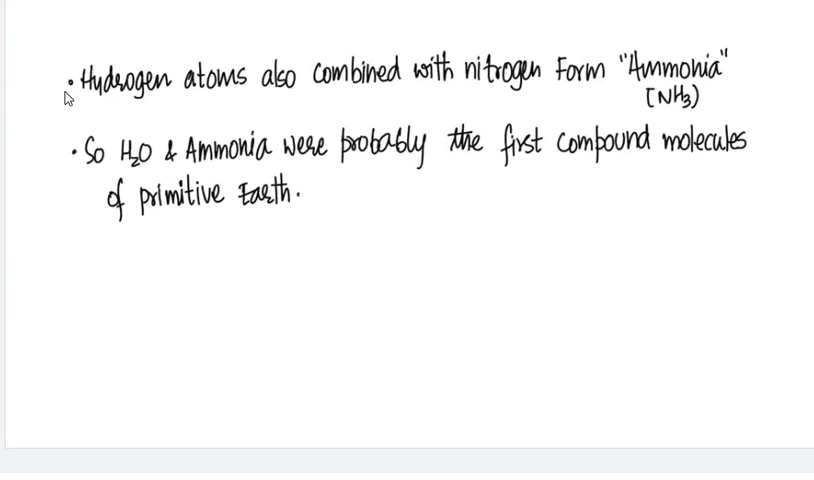 • Hydrogen atoms also combined with nitrogen Form "Ammonia"
[NH3)
• So H₂O & Ammonia were probably the first compound molecules
of primitive Earth.